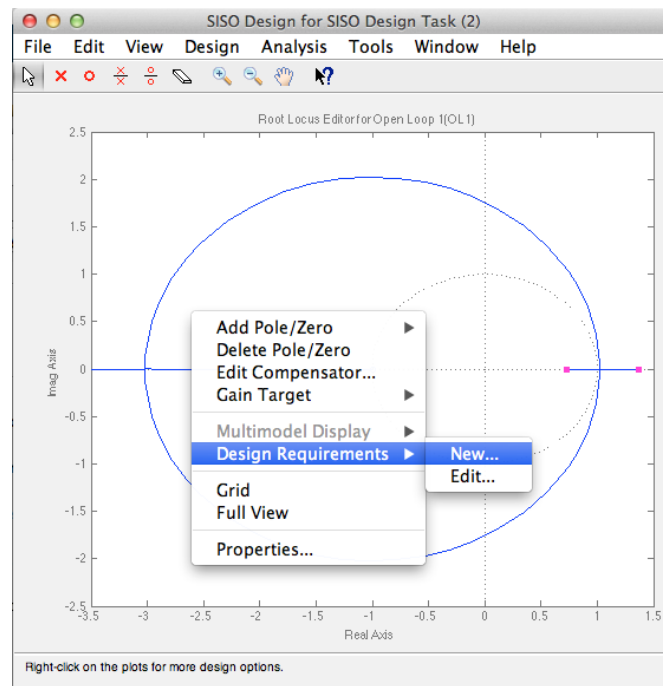 SISO Design for SISO Design Task (2)
File Edit View Design Analysis Tools Window Help
Root Locus Editor for Open Loop 1(OL1)
2.5
2
1.5
1
0.5
0
-0.5
-1
-1.5
-2
-2.5
Imag Axis
Add Pole/Zero
Delete Pole/Zero
Edit Compensator...
Gain Target
Multimodel Display
Design Requirements
New...
Edit...
Grid
Full View
Properties...
-3.5 -3 -2.5 -2 -1.5 -1 -0.5 0 0.5 1 1.5
Real Axis
Right-click on the plots for more design options.